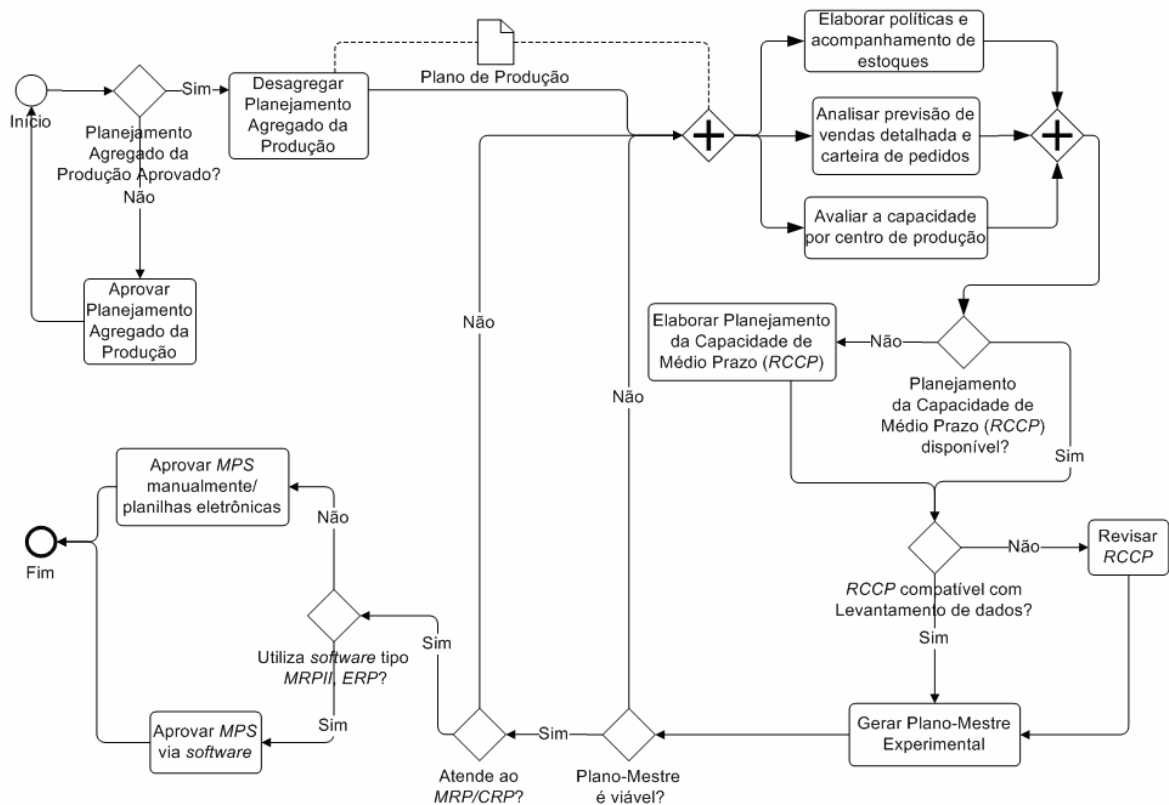 Início
Planejamento
Agregado da
Produção Aprovado?
Sim
Não
Aprovar
Planejamento
Agregado da
Produção
Desagregar
Planejamento
Agregado da
Produção
Plano de Produção
Elaborar políticas e
acompanhamento de
estoques
Analisar previsão de
vendas detalhada e
carteira de pedidos
Avaliar a capacidade
por centro de produção
Planejamento
da Capacidade de
Médio Prazo (RCCP)
disponível?
Não
Sim
Elaborar Planejamento
da Capacidade de
Médio Prazo (RCCP)
RCCP compatível com
Levantamento de dados?
Não
Sim
Revisar
RCCP
Gerar Plano-Mestre
Experimental
Plano-Mestre
é viável?
Não
Sim
Atende ao
MRP/CRP?
Não
Sim
Utiliza software tipo
MRPII, ERP?
Não
Sim
Aprovar MPS
manualmente/
planilhas eletrônicas
Aprovar MPS
via software
Fim